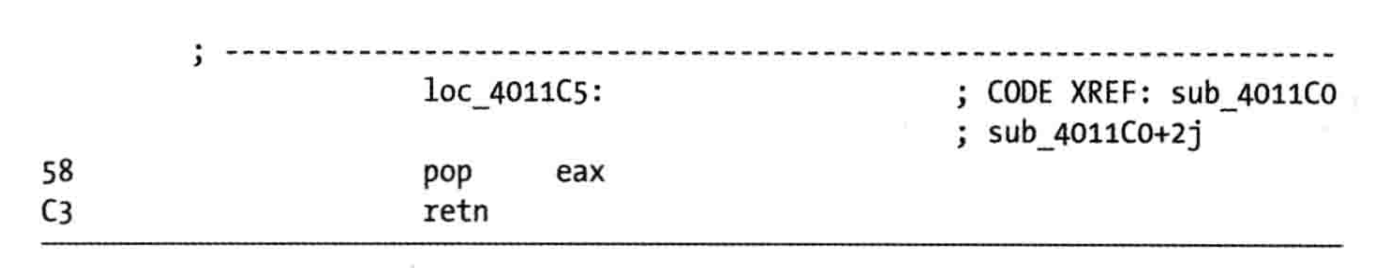 ; -------------------------------------------------------------------
loc_4011C5: ; CODE XREF: sub_4011C0
; sub_4011C0+2j
58 pop eax
C3 retn